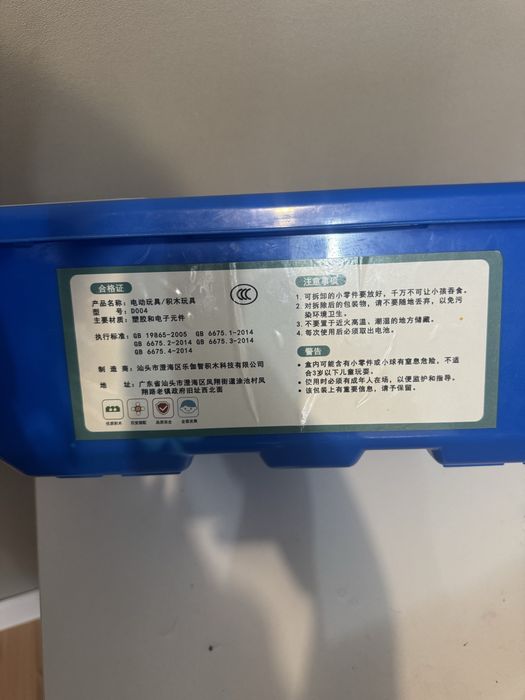 合格证
产品名称：电动玩具/积木玩具
型 号：D004
主要材质：塑胶和电子元件
执行标准：GB 19865-2005 GB 6675.1-2014
GB 6675.2-2014 GB 6675.3-2014
GB 6675.4-2014
制 造 商：汕头市澄海区乐伽智积木科技有限公司
地 址：广东省汕头市澄海区凤翔街道涂池村凤
翔路老镇政府旧址西北面
CCC
注意事项
1. 可拆卸的小零件要放好，千万不可让小孩吞食。
2. 对拆除后的包装物，请不要随地丢弃，以免污
染环境卫生。
3. 不要置于近火高温、潮湿的地方储藏。
4. 每次使用后必须取出电池。
警告
• 盒内可能含有小零件或小球有窒息危险，不适
合3岁以下儿童玩耍。
• 使用时必须有成年人在场，以便监护和指导。
• 该包装上有重要信息，请予保留。